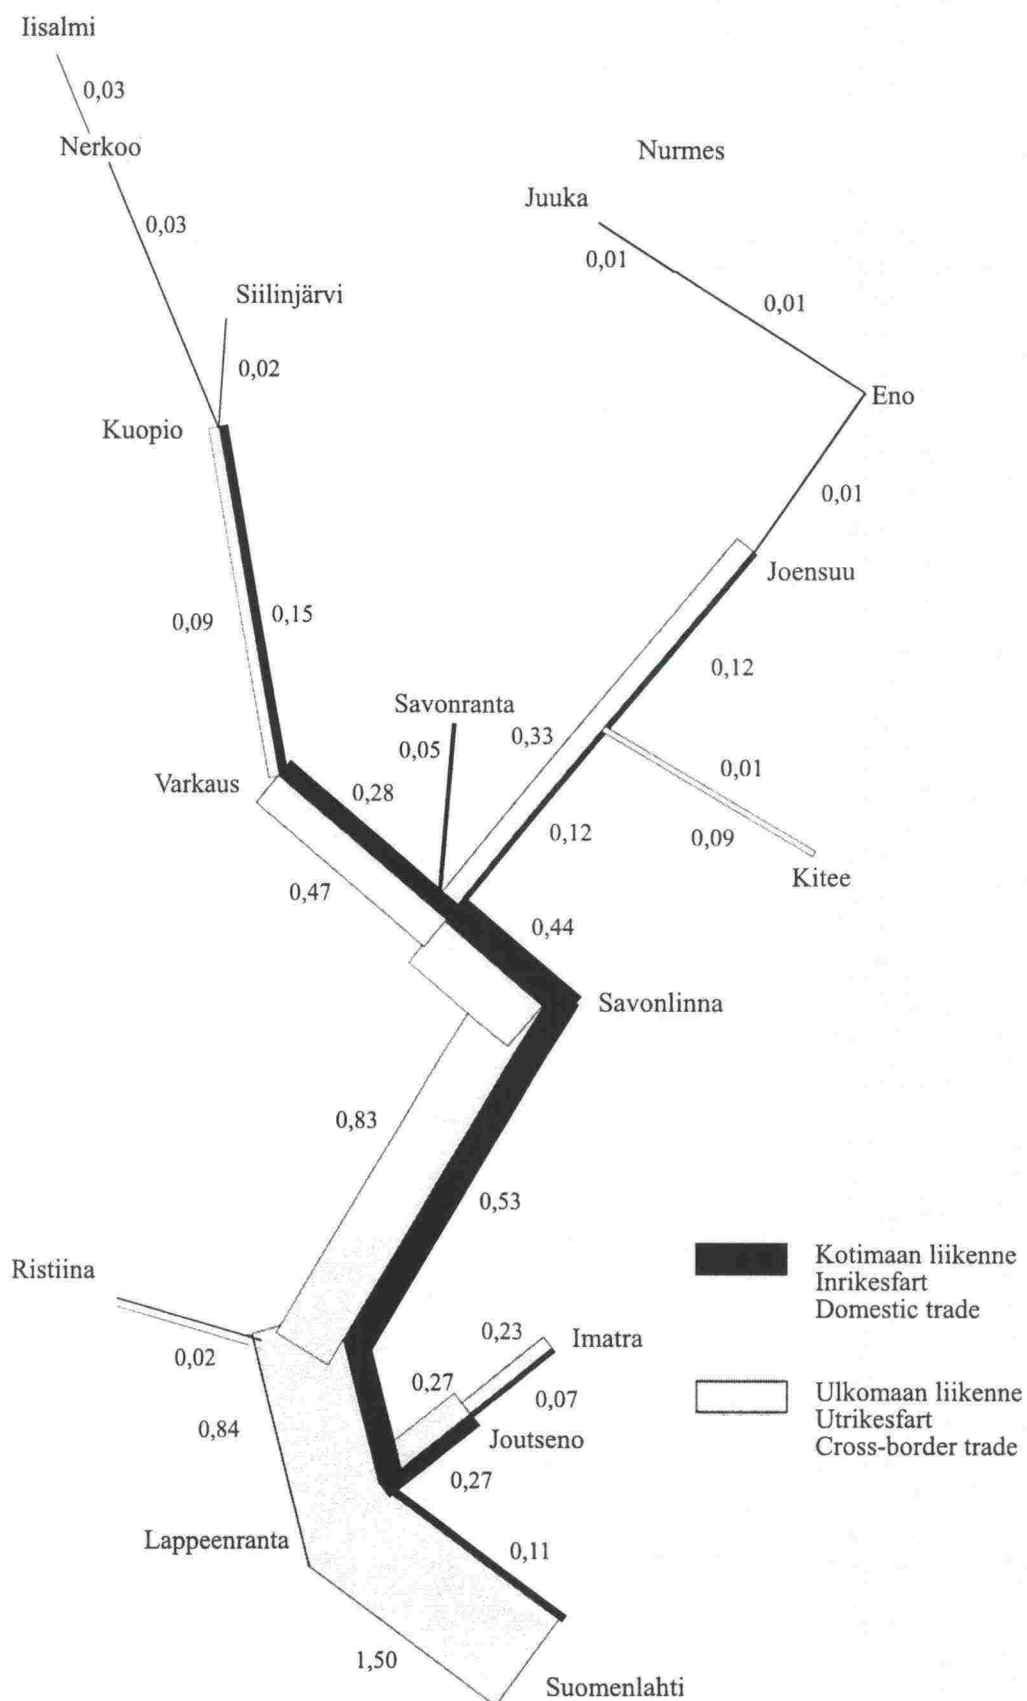 Iisalmi
0,03
Nerkoo
Nurmes
Juuka
0,03
0,01
Siilinjärvi
0,01
0,02
Eno
Kuopio
0,01
Joensuu
0,09
0,15
0,12
Savonranta
0,33
0,05
0,01
Varkaus
0,28
0,12
0,09
Kitee
0,47
0,44
Savonlinna
0,83
0,53
Kotimaan liikenne
Inrikesfart
Domestic trade
Ristiina
0,23
Imatra
0,02
0,27
0,07
Ulkomaan liikenne
Utrikesfart
Cross-border trade
0,84
Joutseno
0,27
Lappeenranta
0,11
1,50
Suomenlahti